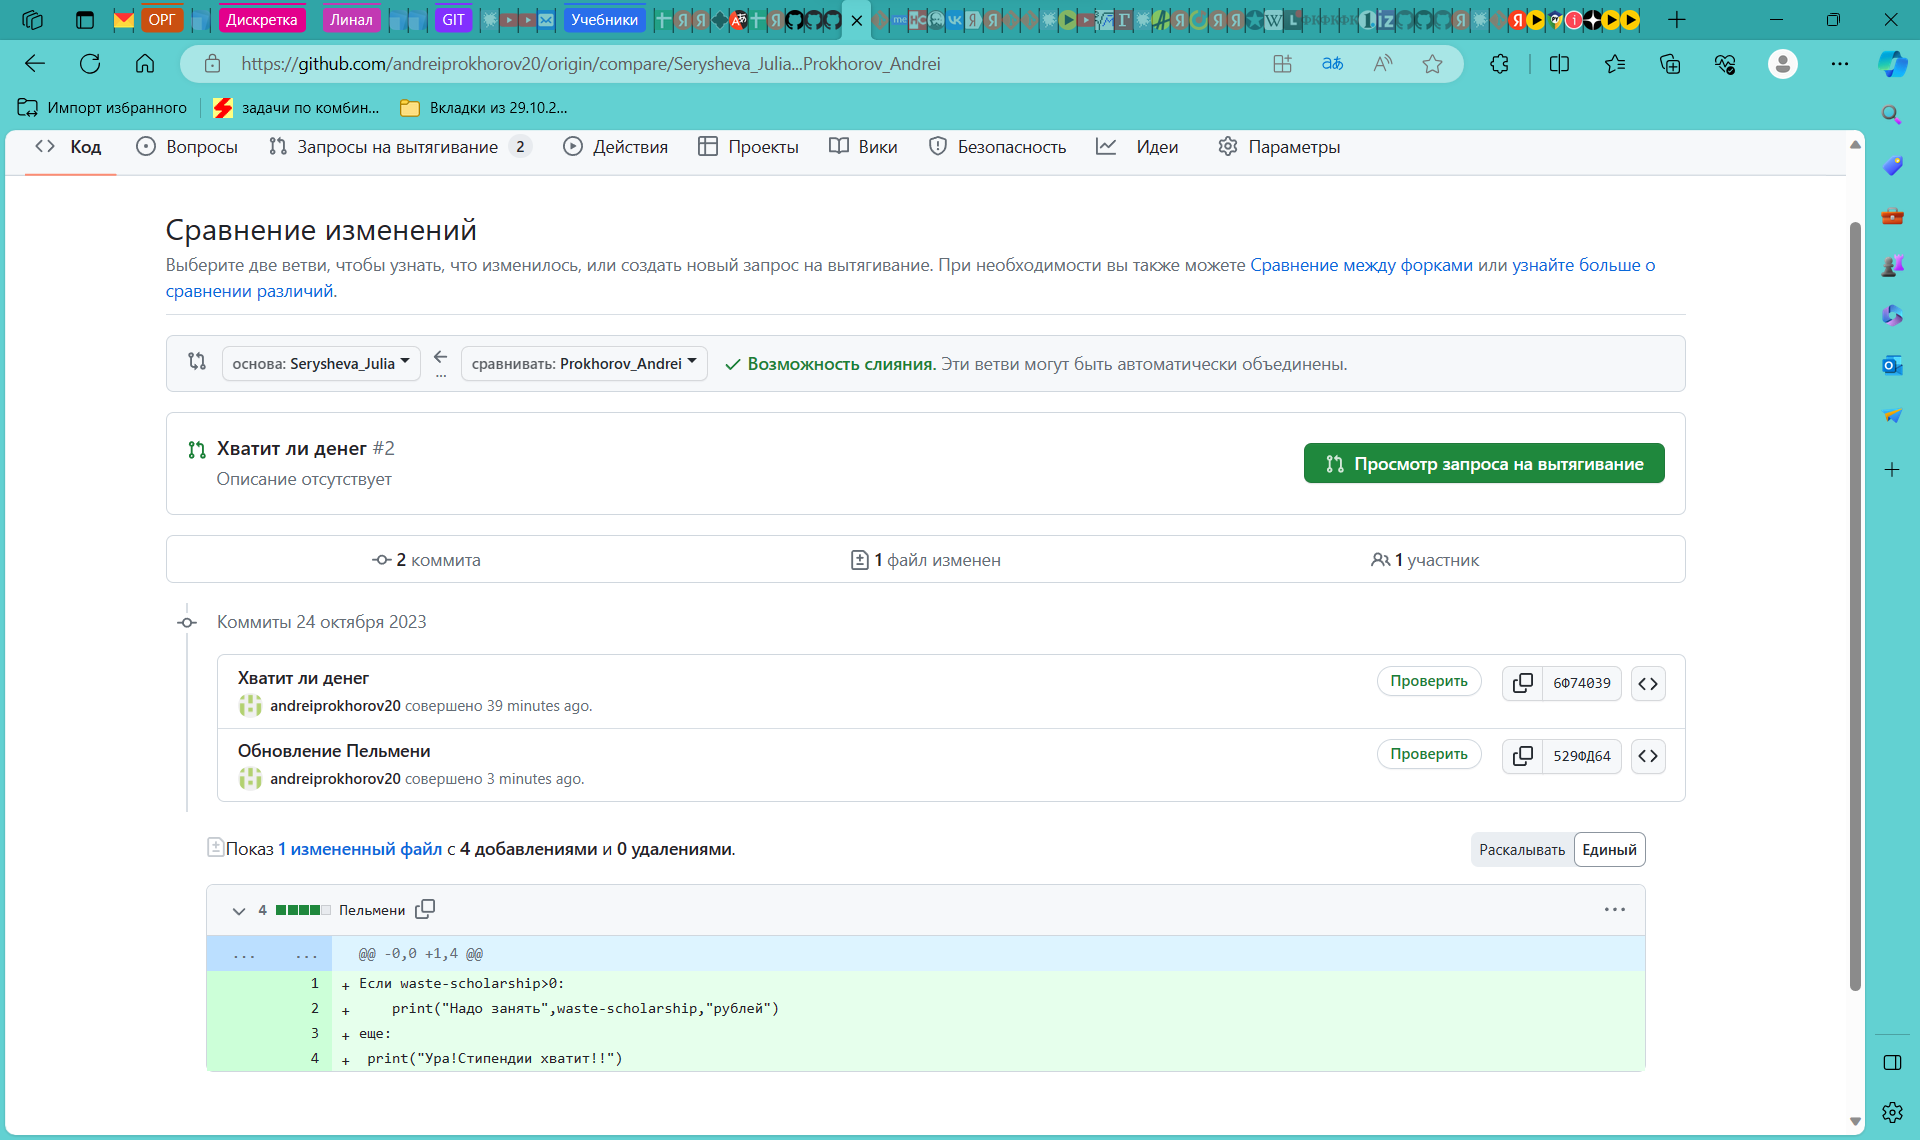 ОРГ
Дискретка
Линал
GIT
Учебники
https://github.com/andreiprokhorov20/origin/compare/Serysheva_Julia...Prokhorov_Andrei
Импорт избранного
задачи по комбин...
Вкладки из 29.10.2...
Код
Вопросы
Запросы на вытягивание 2
Действия
Проекты
Вики
Безопасность
Идеи
Параметры
Сравнение изменений
Выберите две ветви, чтобы узнать, что изменилось, или создать новый запрос на вытягивание. При необходимости вы также можете Сравнение между форками или узнайте больше о
сравнении различий.
основа: Serysheva_Julia
...
сравнивать: Prokhorov_Andrei
Возможность слияния. Эти ветви могут быть автоматически объединены.
Хватит ли денег #2
Описание отсутствует
Просмотр запроса на вытягивание
2 коммита
1 файл изменен
1 участник
Коммиты 24 октября 2023
Хватит ли денег
andreiprokhorov20 совершено 39 minutes ago.
Проверить
6Ф74039
Обновление Пельмени
andreiprokhorov20 совершено 3 minutes ago.
Проверить
529ФД64
Показ 1 измененный файл с 4 добавлениями и 0 удалениями.
Раскалывать
Единый
4 Пельмени
... ... @@ -0,0 +1,4 @@
1 + Если waste-scholarship>0:
2 + print("Надо занять",waste-scholarship,"рублей")
3 + еще:
4 + print("Ура!Стипендии хватит!!")